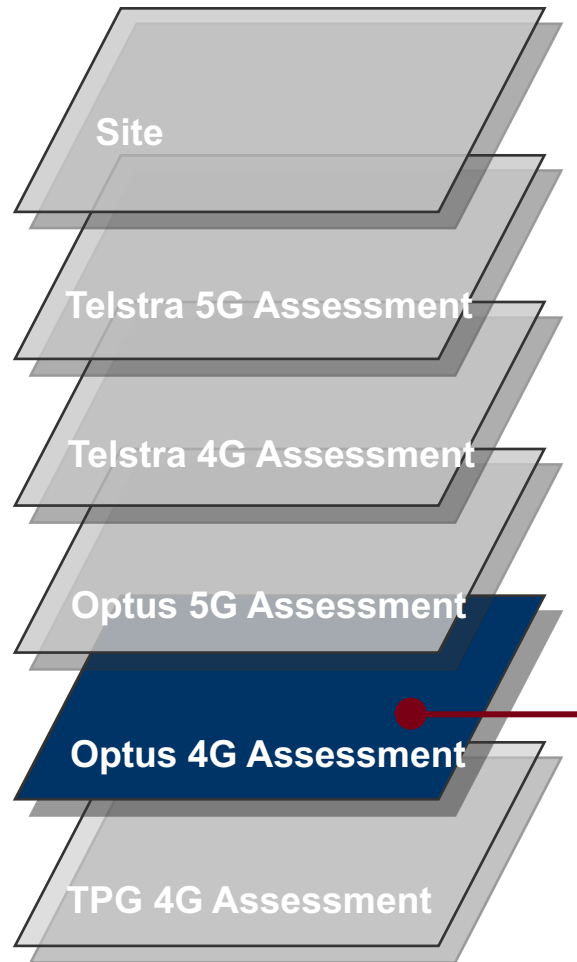 Site
Telstra 5G Assessment
Telstra 4G Assessment
Optus 5G Assessment
Optus 4G Assessment
TPG 4G Assessment